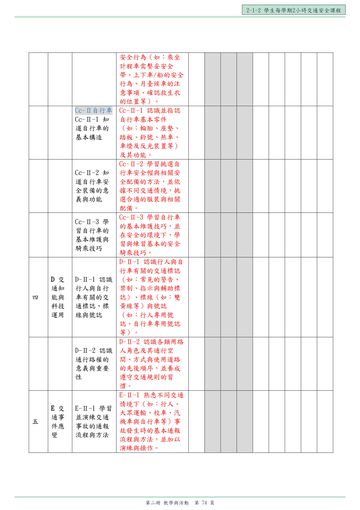 2-1-2 學生每學期2小時交通安全課程
安全行為（如：乘坐
計程車需繫妥安全
帶、上下車/船的安全
行為、月臺候車的注
意事項、確認救生衣
的位置等）。
Cc-Ⅱ自行車
Cc-Ⅱ-1 知
道自行車的
基本構造
Cc-Ⅱ-1 認識並指認
自行車基本零件
（如：輪胎、座墊、
踏板、鈴號、煞車、
車燈及反光裝置等）
及其功能。
Cc-Ⅱ-2 知
道自行車安
全裝備的意
義與功能
Cc-Ⅱ-2 學習挑選自
行車安全帽與相關安
全配備的方法，並依
據不同交通情境，挑
選合適的服裝與相關
配備。
Cc-Ⅱ-3 學
習自行車的
基本維護與
騎乘技巧
Cc-Ⅱ-3 學習自行車
的基本維護技巧，並
在安全的環境下，學
習與練習基本的安全
騎乘技巧。
四
D 交
通知
能與
科技
運用
D-Ⅱ-1 認識
行人與自行
車有關的交
通標誌、標
線與號誌
D-Ⅱ-1 認識行人與自
行車有關的交通標誌
（如：常見的警告、
禁制、指示與輔助標
誌）、標線（如：雙
黃線等）與號誌
（如：行人專用號
誌、自行車專用號誌
等）。
D-Ⅱ-2 認識
通行路權的
意義與重要
性
D-Ⅱ-2 認識各類用路
人角色及其通行空
間、方式與使用道路
的先後順序，並養成
遵守交通規則的習
慣。
五
E 交
通事
件應
變
E-Ⅱ-1 學習
並演練交通
事故的通報
流程與方法
E-Ⅱ-1 熟悉不同交通
情境下（如：行人、
大眾運輸、校車、汽
機車與自行車等）事
故發生時的基本通報
流程與方法，並加以
演練與操作。
第二冊 教學與活動 第 74 頁